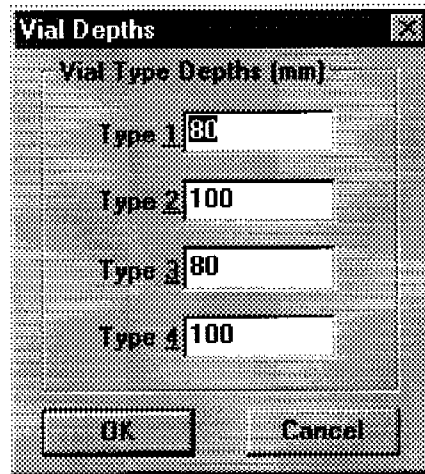 Vial Depths
Vial Type Depths (mm)
Type 1 80
Type 2 100
Type 3 80
Type 4 100
OK Cancel